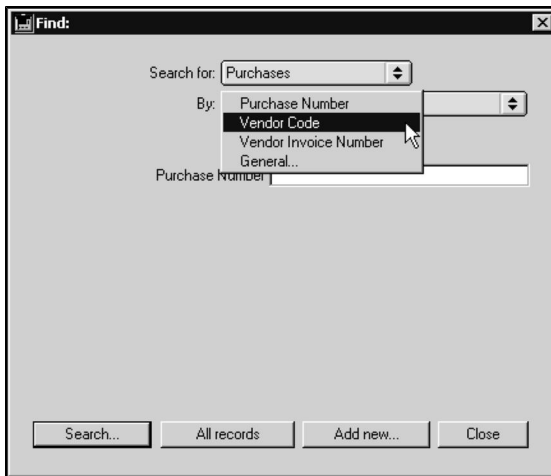 Find:
Search for: Purchases
By: Purchase Number
Vendor Code
Vendor Invoice Number
General...
Purchase Number
Search... All records Add new... Close